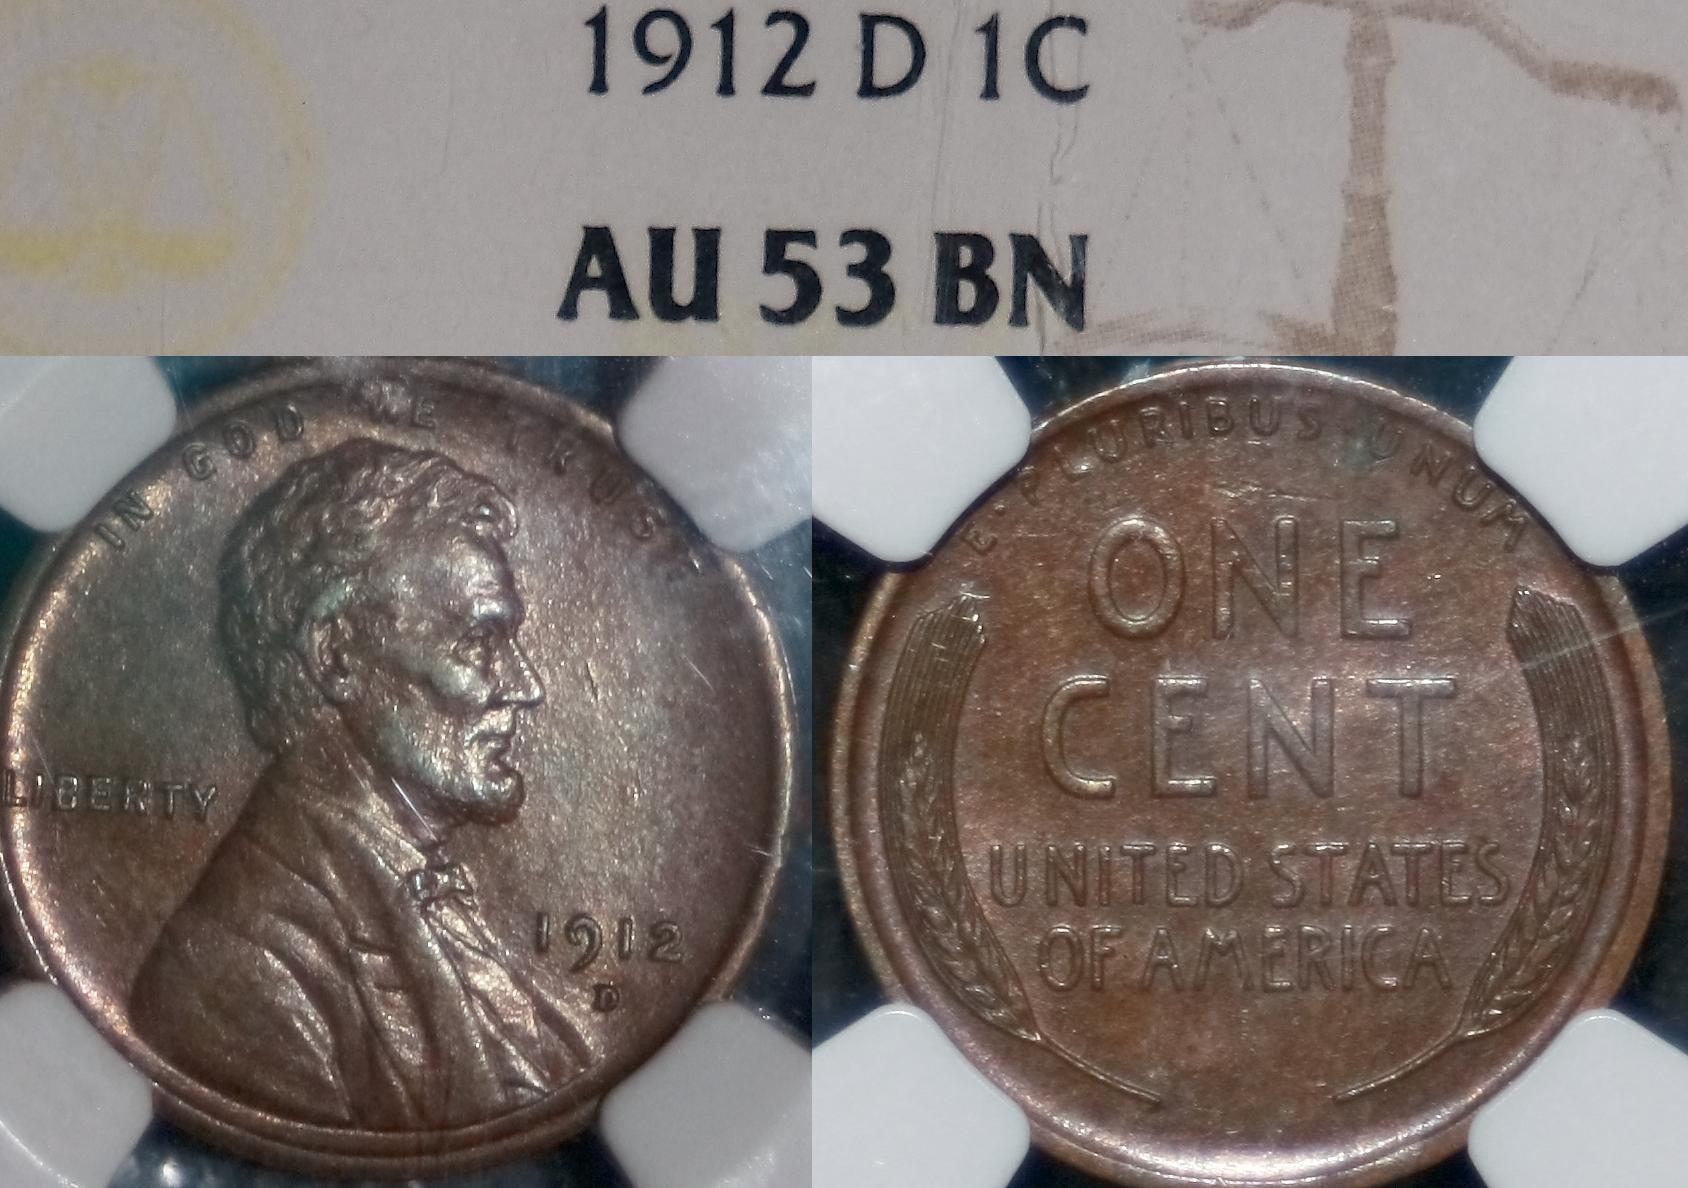 1912 D 1C
AU 53 BN
IN GOD WE TRUST
LIBERTY
1912
D
E·PLURIBUS·UNUM
ONE
CENT
UNITED STATES
OF AMERICA